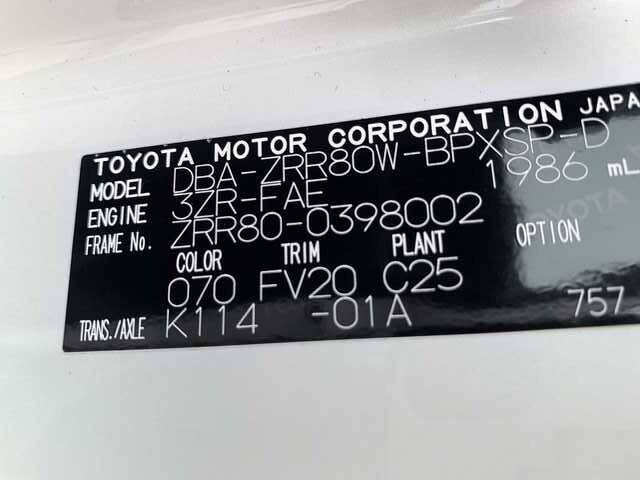 TOYOTA MOTOR CORPORATION JAPAN
MODEL DBA-ZRR80W-BPXSP-D
ENGINE 3ZR-FAE 1986 mL
FRAME No. ZRR80-0398002
COLOR TRIM PLANT OPTION
070 FV20 C25
TRANS./AXLE K114 -01A 757